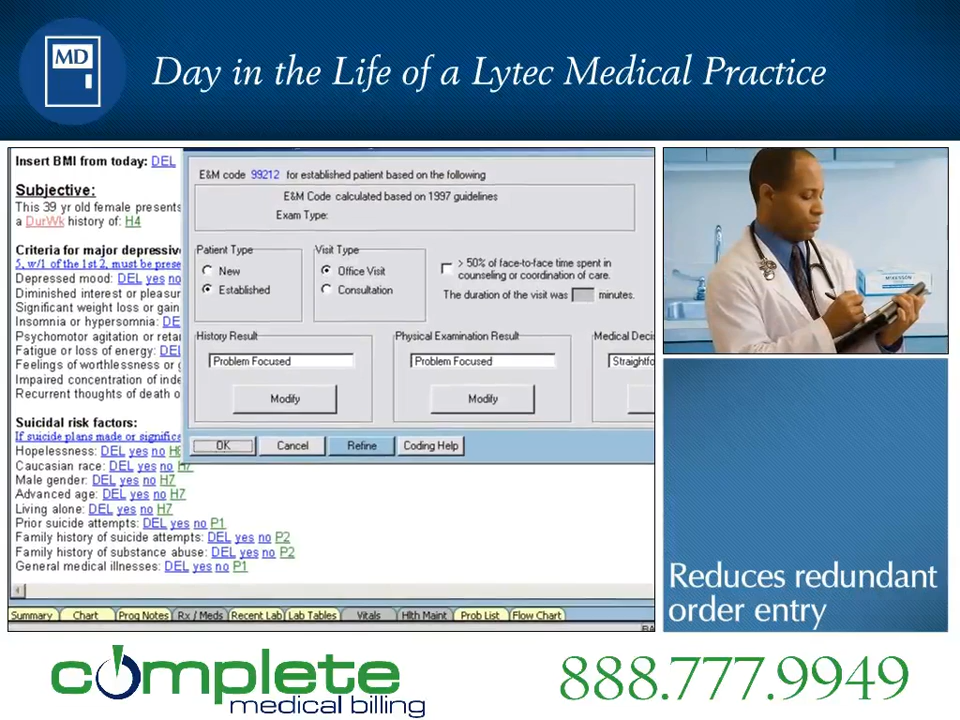 MD
Day in the Life of a Lytec Medical Practice
Insert BMI from today: DEL
Subjective:
This 39 yr old female presents
a DurWk history of: H4
Criteria for major depressive
5, w/1 of the 1st 2, must be prese
Depressed mood: DEL yes no
Diminished interest or pleasur
Significant weight loss or gain
Insomnia or hypersomnia: DE
Psychomotor agitation or retar
Fatigue or loss of energy: DEL
Feelings of worthlessness or g
Impaired concentration of inde
Recurrent thoughts of death o
Suicidal risk factors:
If suicide plans made or significa
Hopelessness: DEL yes no H6
Caucasian race: DEL yes no H7
Male gender: DEL yes no H7
Advanced age: DEL yes no H7
Living alone: DEL yes no H7
Prior suicide attempts: DEL yes no P1
Family history of suicide attempts: DEL yes no P2
Family history of substance abuse: DEL yes no P2
General medical illnesses: DEL yes no P1
E&M code 99212 for established patient based on the following
E&M Code calculated based on 1997 guidelines
Exam Type:
Patient Type
New
Established
Visit Type
Office Visit
Consultation
> 50% of face-to-face time spent in
counseling or coordination of care.
The duration of the visit was minutes.
History Result
Problem Focused
Modify
Physical Examination Result
Problem Focused
Modify
Medical Decis
Straightfo
OK Cancel Refine Coding Help
Summary Chart Prog Notes Rx / Meds Recent Lab Lab Tables Vitals Hlth Maint Prob List Flow Chart
BA
McKESSON
Reduces redundant
order entry
complete
medical billing
888.777.9949